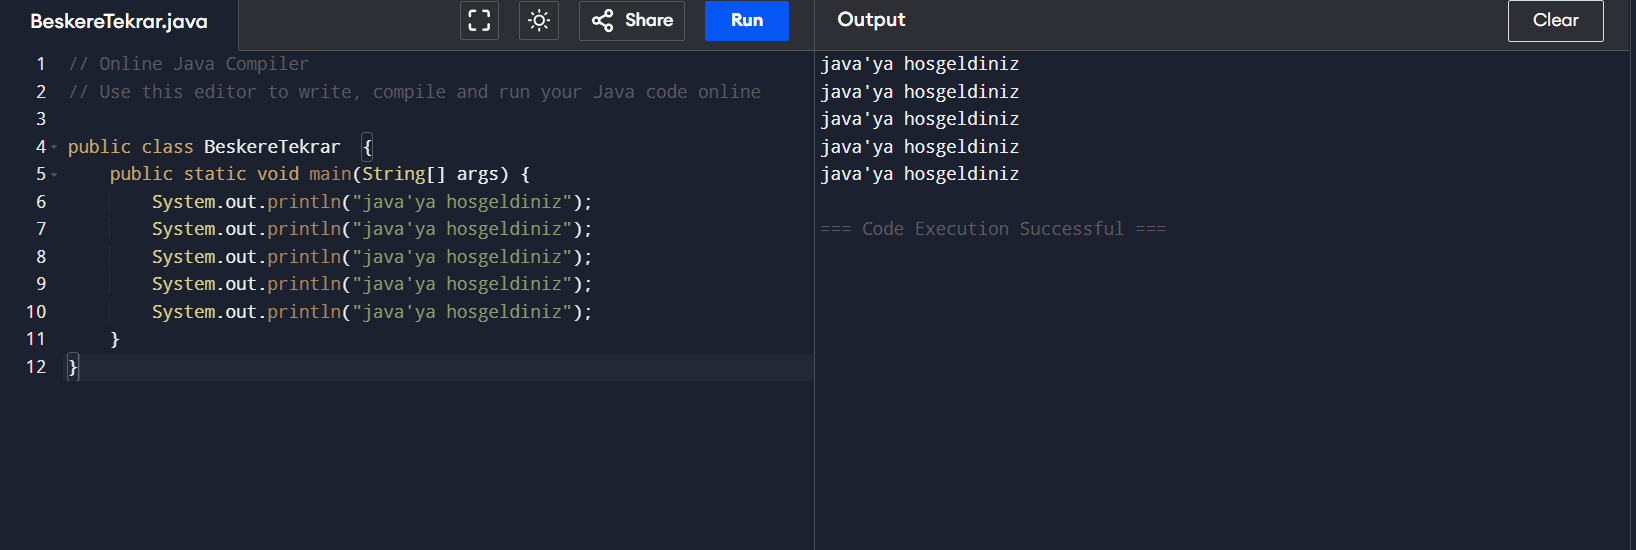 BeskereTekrar.java
Share
Run
Output
Clear
1 // Online Java Compiler
2 // Use this editor to write, compile and run your Java code online
3
4 public class BeskereTekrar  {
5     public static void main(String[] args) {
6         System.out.println("java'ya hosgeldiniz");
7         System.out.println("java'ya hosgeldiniz");
8         System.out.println("java'ya hosgeldiniz");
9         System.out.println("java'ya hosgeldiniz");
10         System.out.println("java'ya hosgeldiniz");
11     }
12 }
java'ya hosgeldiniz
java'ya hosgeldiniz
java'ya hosgeldiniz
java'ya hosgeldiniz
java'ya hosgeldiniz
=== Code Execution Successful ===